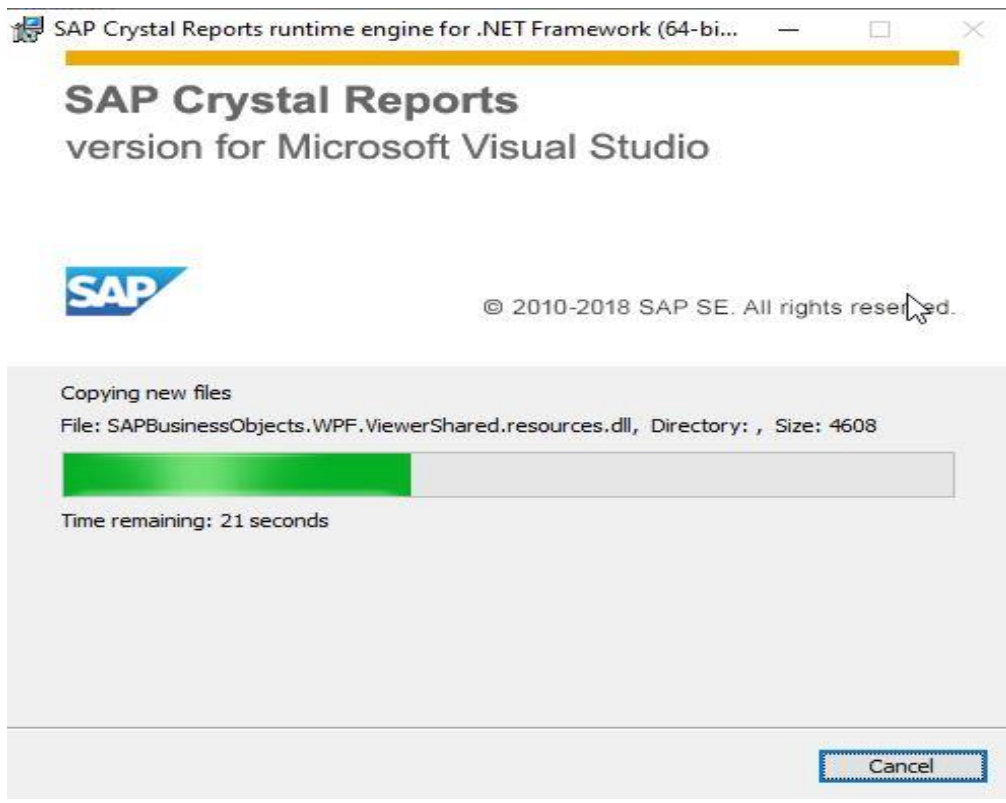 SAP Crystal Reports runtime engine for .NET Framework (64-bi...
SAP Crystal Reports
version for Microsoft Visual Studio
SAP
© 2010-2018 SAP SE. All rights reserved.
Copying new files
File: SAPBusinessObjects.WPF.ViewerShared.resources.dll, Directory: , Size: 4608
Time remaining: 21 seconds
Cancel